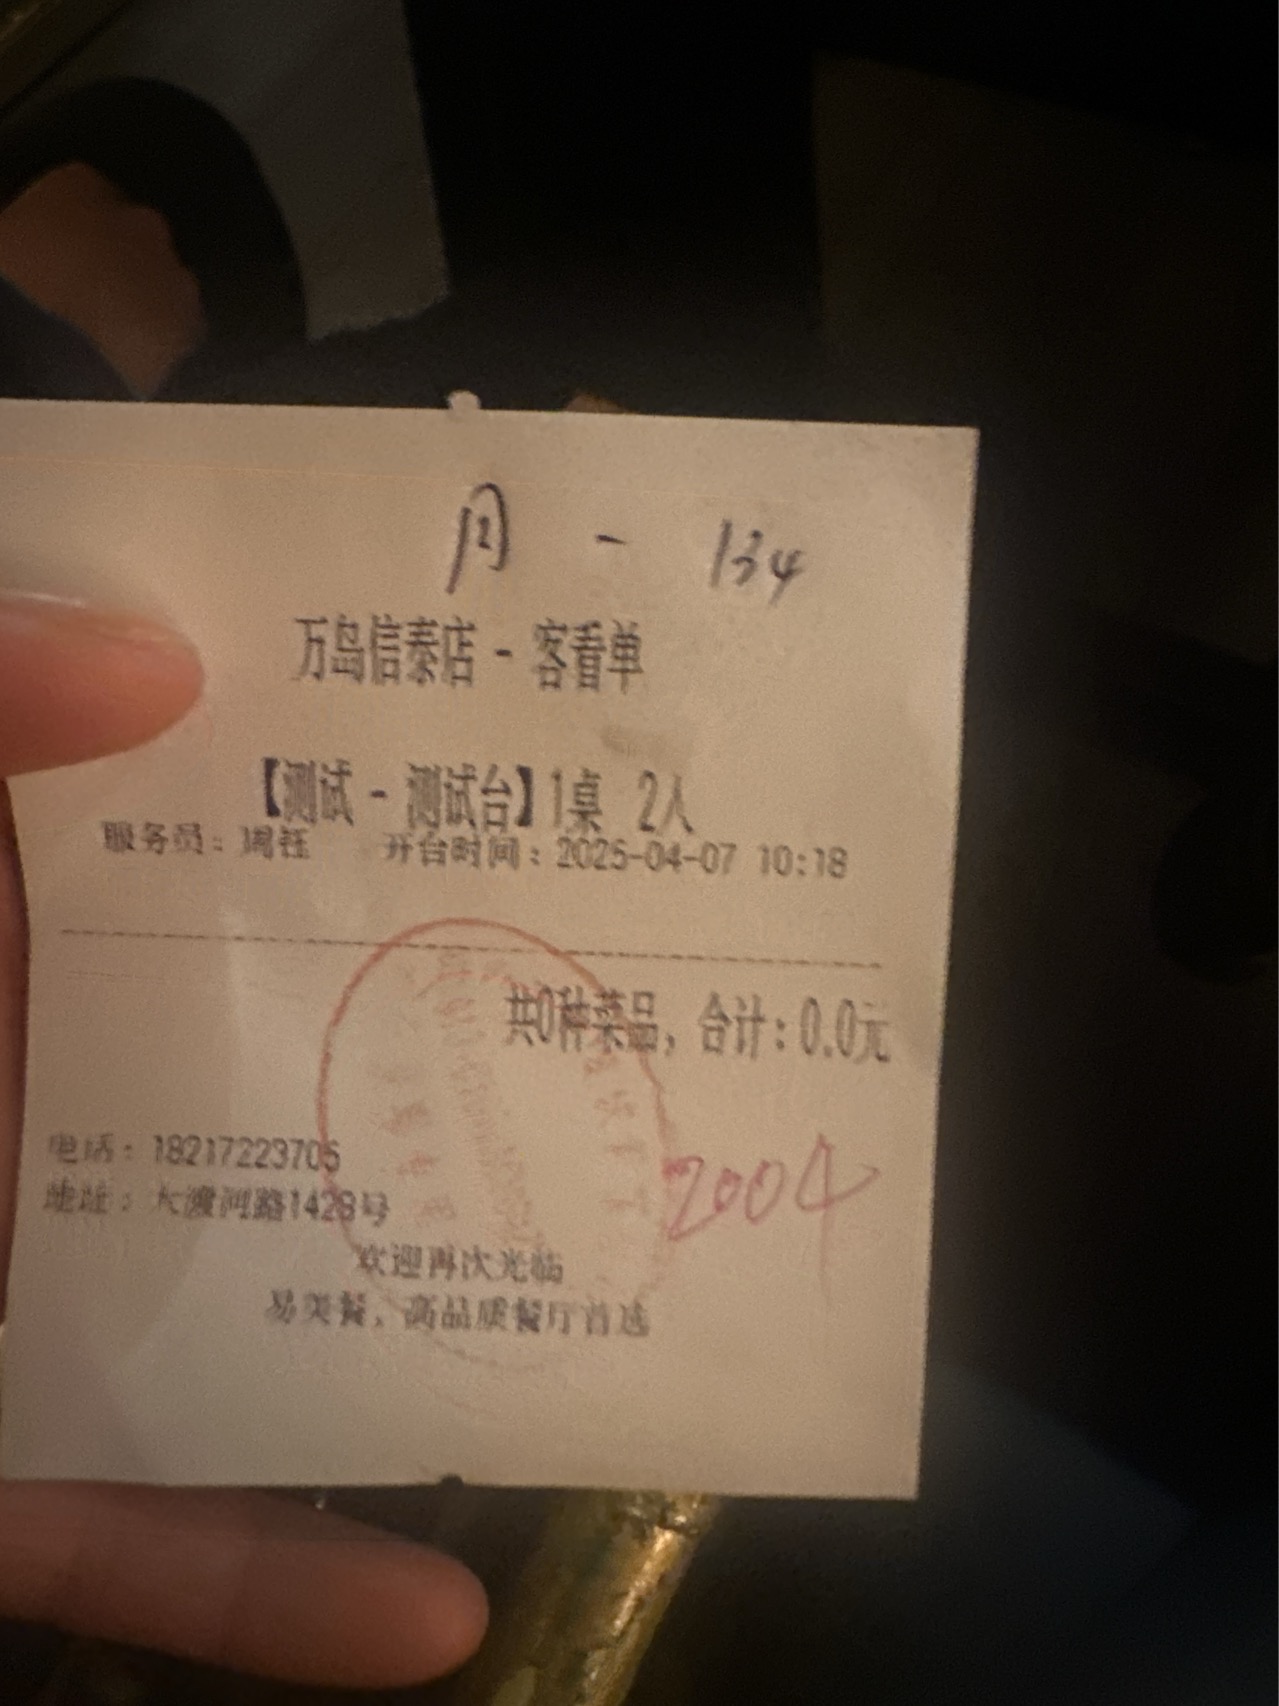 周 - 134
万岛信泰店 - 客看单
【测试 - 测试台】1桌 2人
服务员：周钰 开台时间：2025-04-07 10:18
共0种菜品，合计：0.0元
电话：18217223705
地址：大渡河路1428号
2004
欢迎再次光临
易美餐，高品质餐厅首选